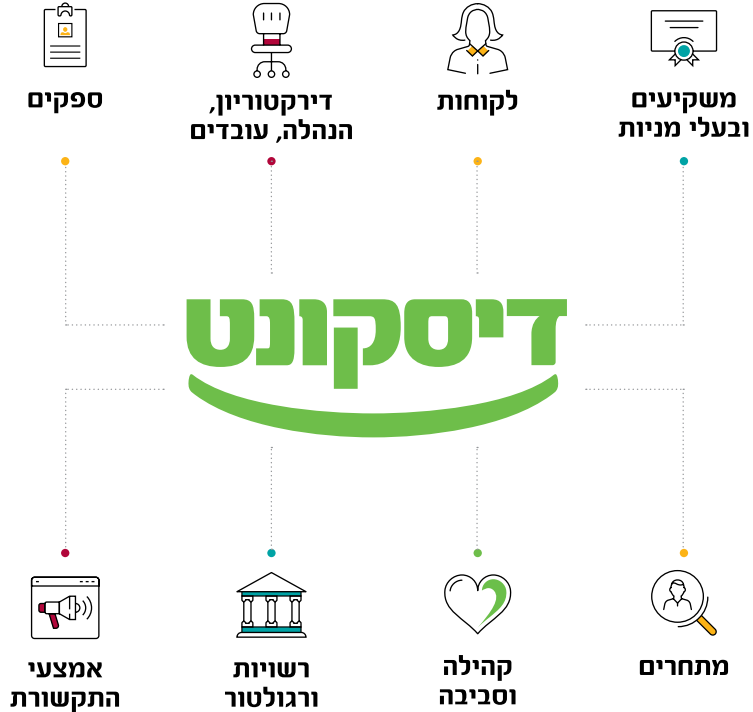 משקיעים
ובעלי מניות
לקוחות
דירקטוריון,
הנהלה, עובדים
ספקים
דיסקונט
מתחרים
קהילה
וסביבה
רשויות
ורגולטור
אמצעי
התקשורת